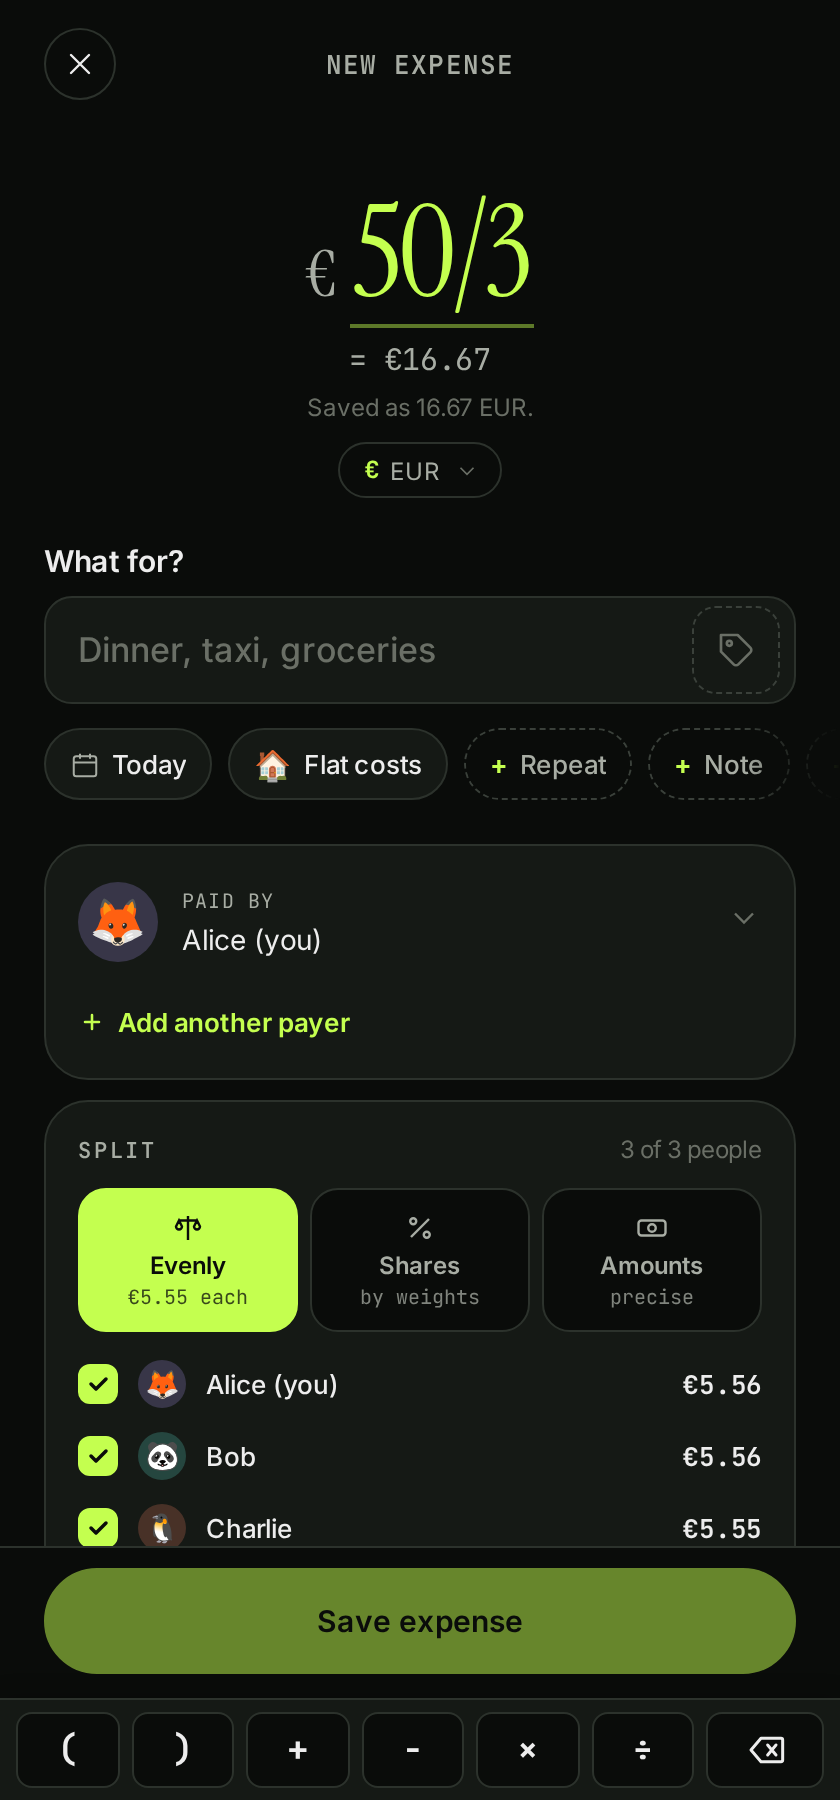 NEW EXPENSE
€ 50/3
= €16.67
Saved as 16.67 EUR.
€ EUR
What for?
Dinner, taxi, groceries
Today
Flat costs
+ Repeat
+ Note
PAID BY
Alice (you)
+ Add another payer
SPLIT
3 of 3 people
Evenly
€5.55 each
Shares
by weights
Amounts
precise
Alice (you) €5.56
Bob €5.56
Charlie €5.55
Save expense
( ) + - × ÷